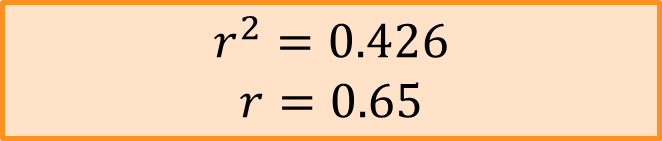 r² = 0.426
r = 0.65